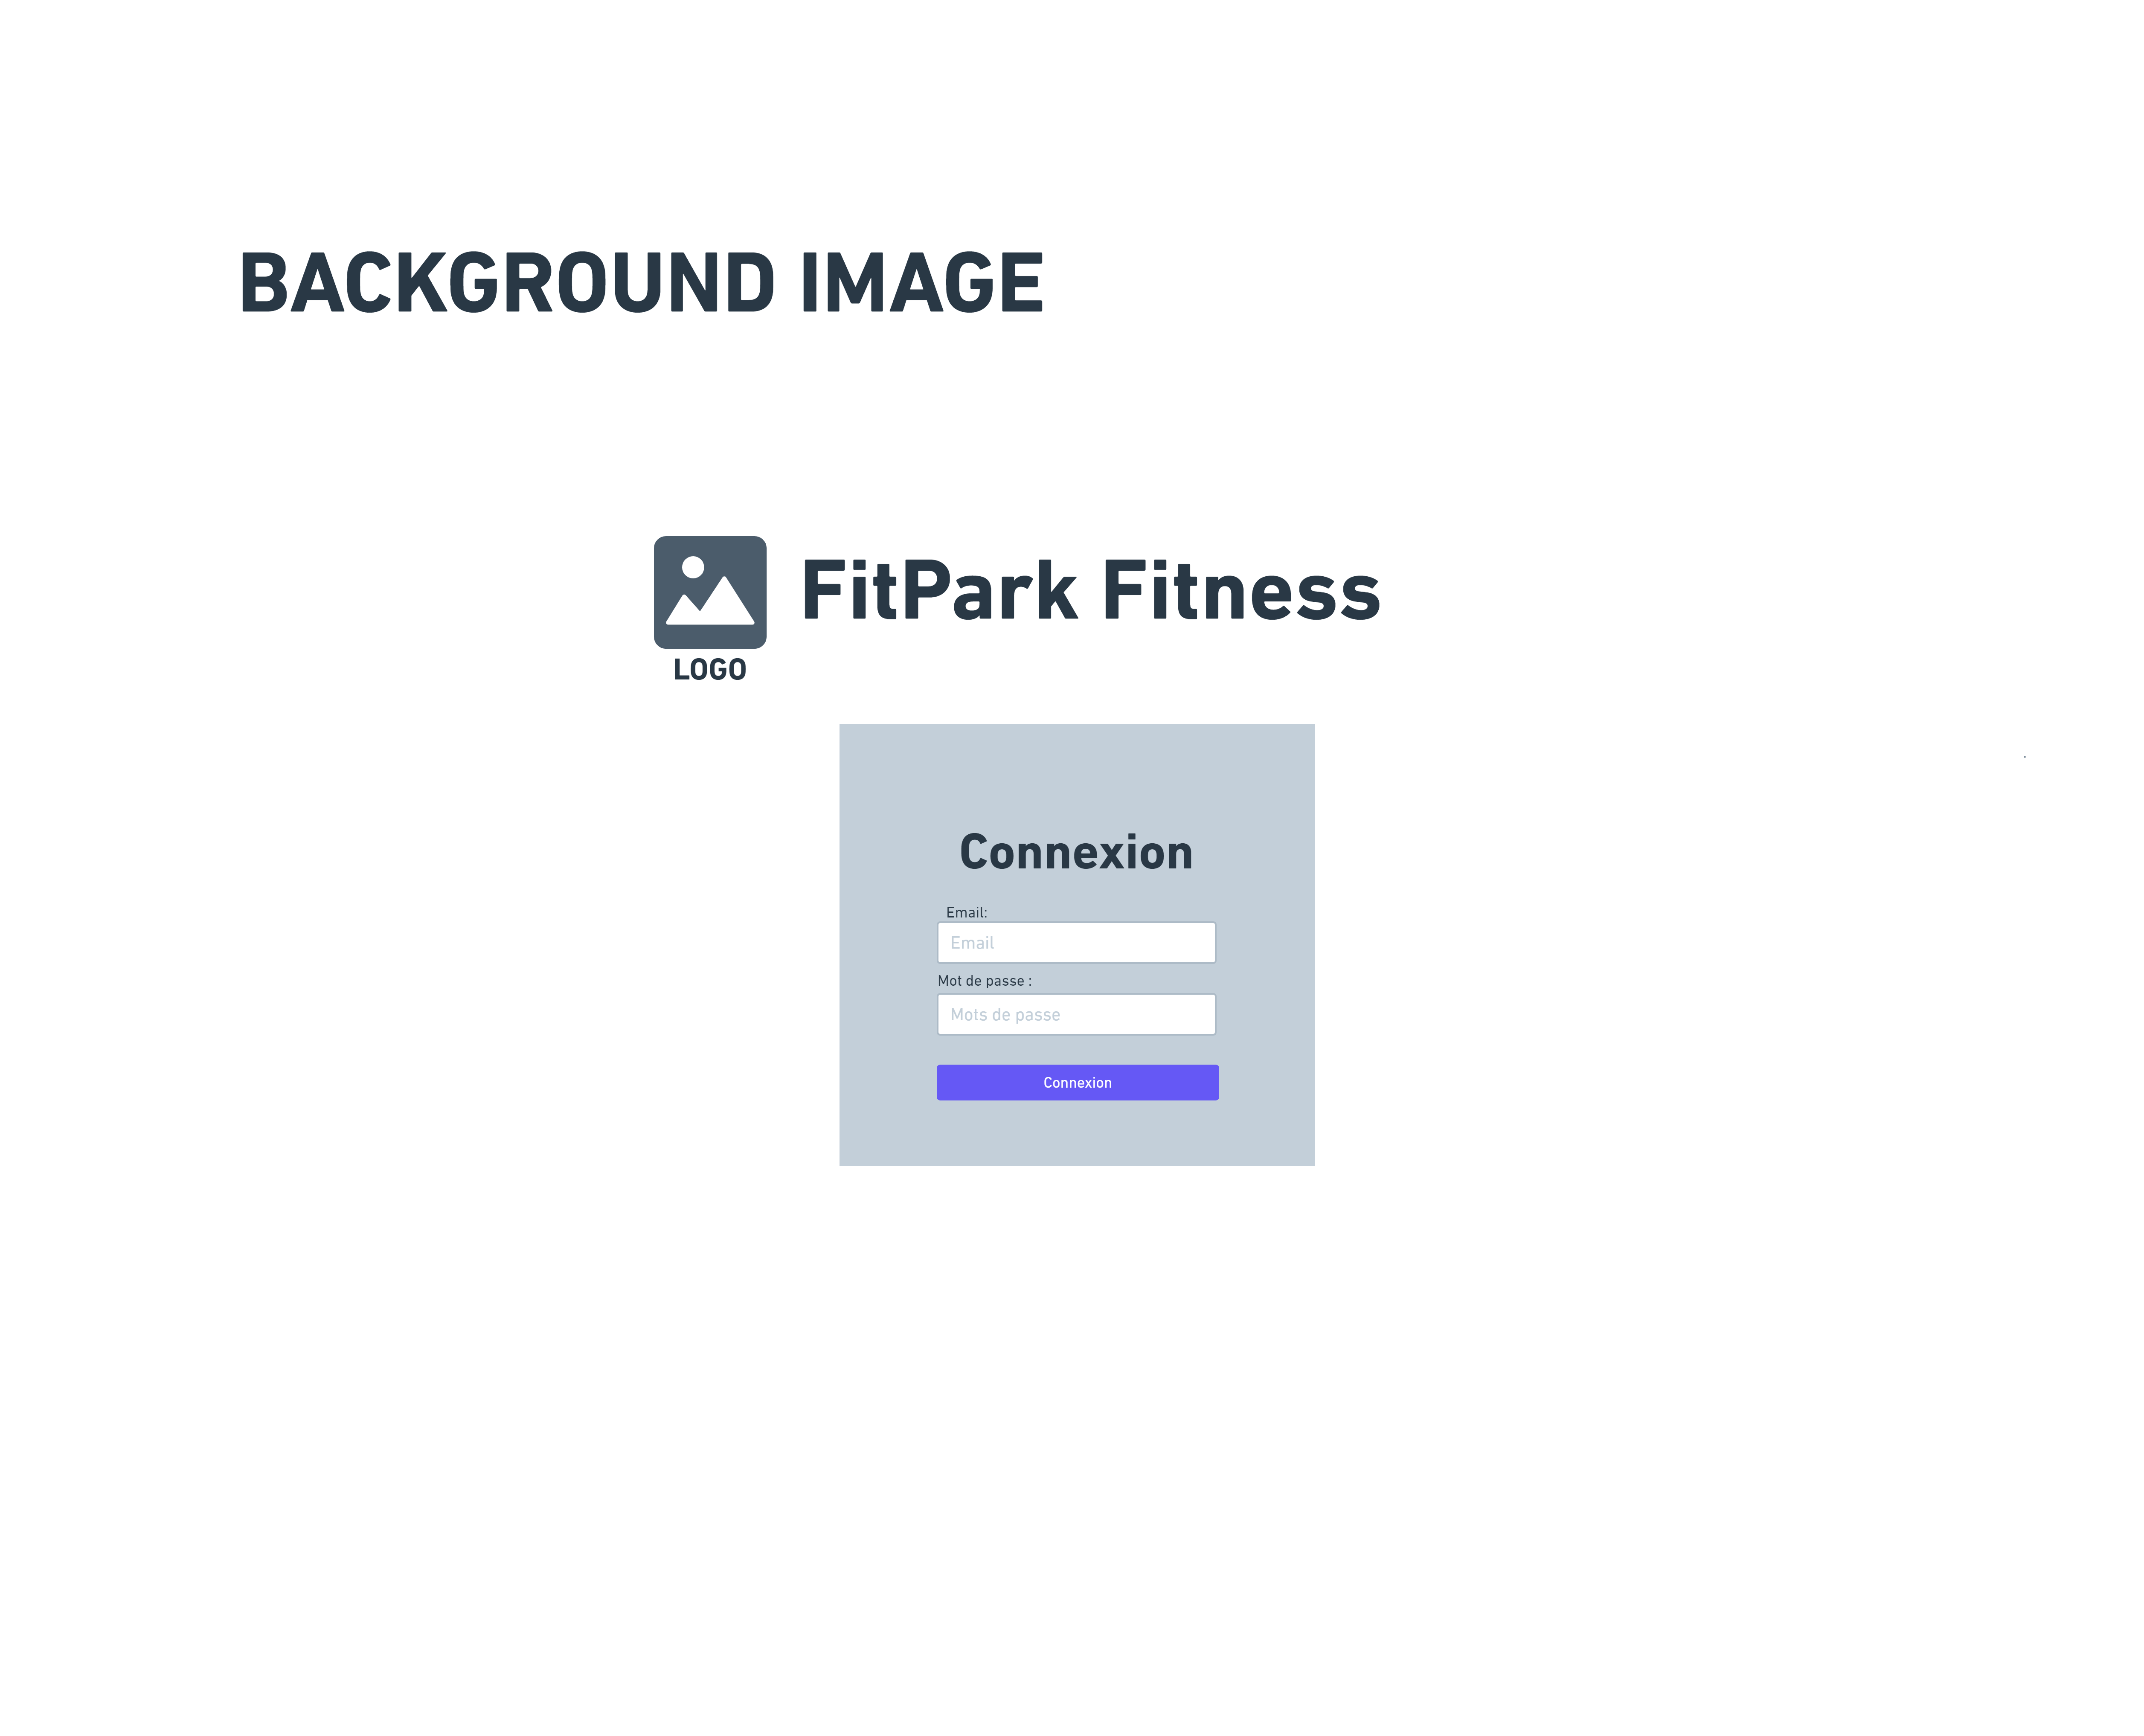 BACKGROUND IMAGE
FitPark Fitness
LOGO
Connexion
Email:
Email
Mot de passe :
Mots de passe
Connexion